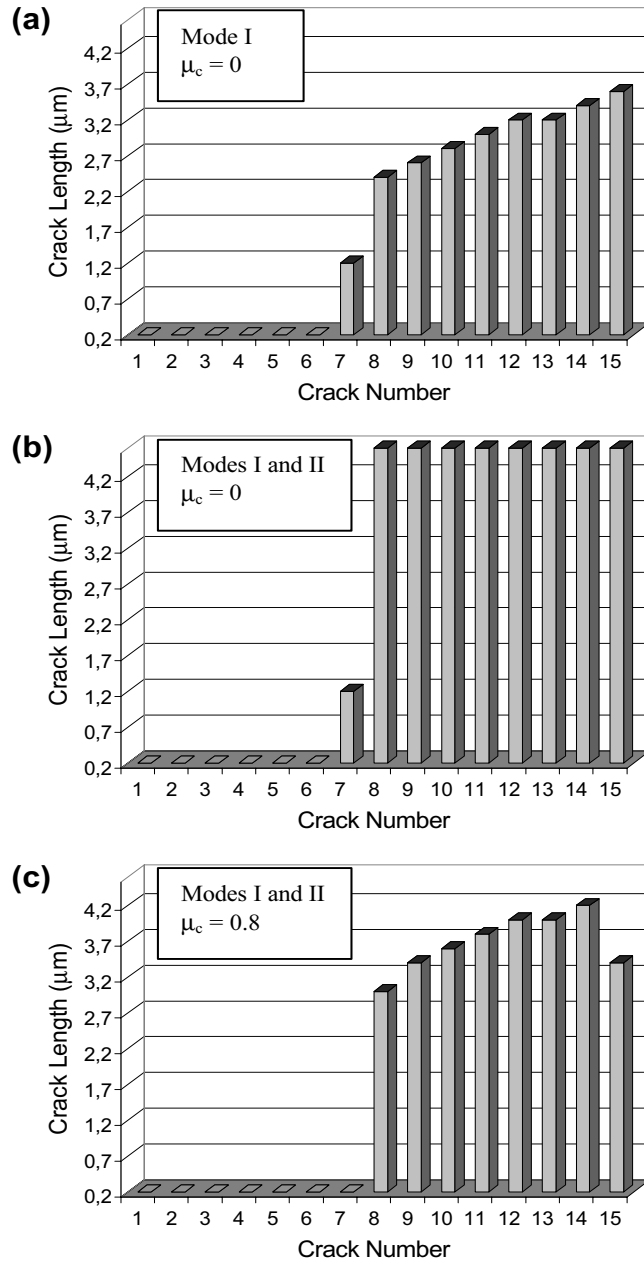 (a)
Mode I
μc = 0
Crack Length (μm)
4,2
3,7
3,2
2,7
2,2
1,7
1,2
0,7
0,2
1 2 3 4 5 6 7 8 9 10 11 12 13 14 15
Crack Number
(b)
Modes I and II
μc = 0
Crack Length (μm)
4,2
3,7
3,2
2,7
2,2
1,7
1,2
0,7
0,2
1 2 3 4 5 6 7 8 9 10 11 12 13 14 15
Crack Number
(c)
Modes I and II
μc = 0.8
Crack Length (μm)
4,2
3,7
3,2
2,7
2,2
1,7
1,2
0,7
0,2
1 2 3 4 5 6 7 8 9 10 11 12 13 14 15
Crack Number